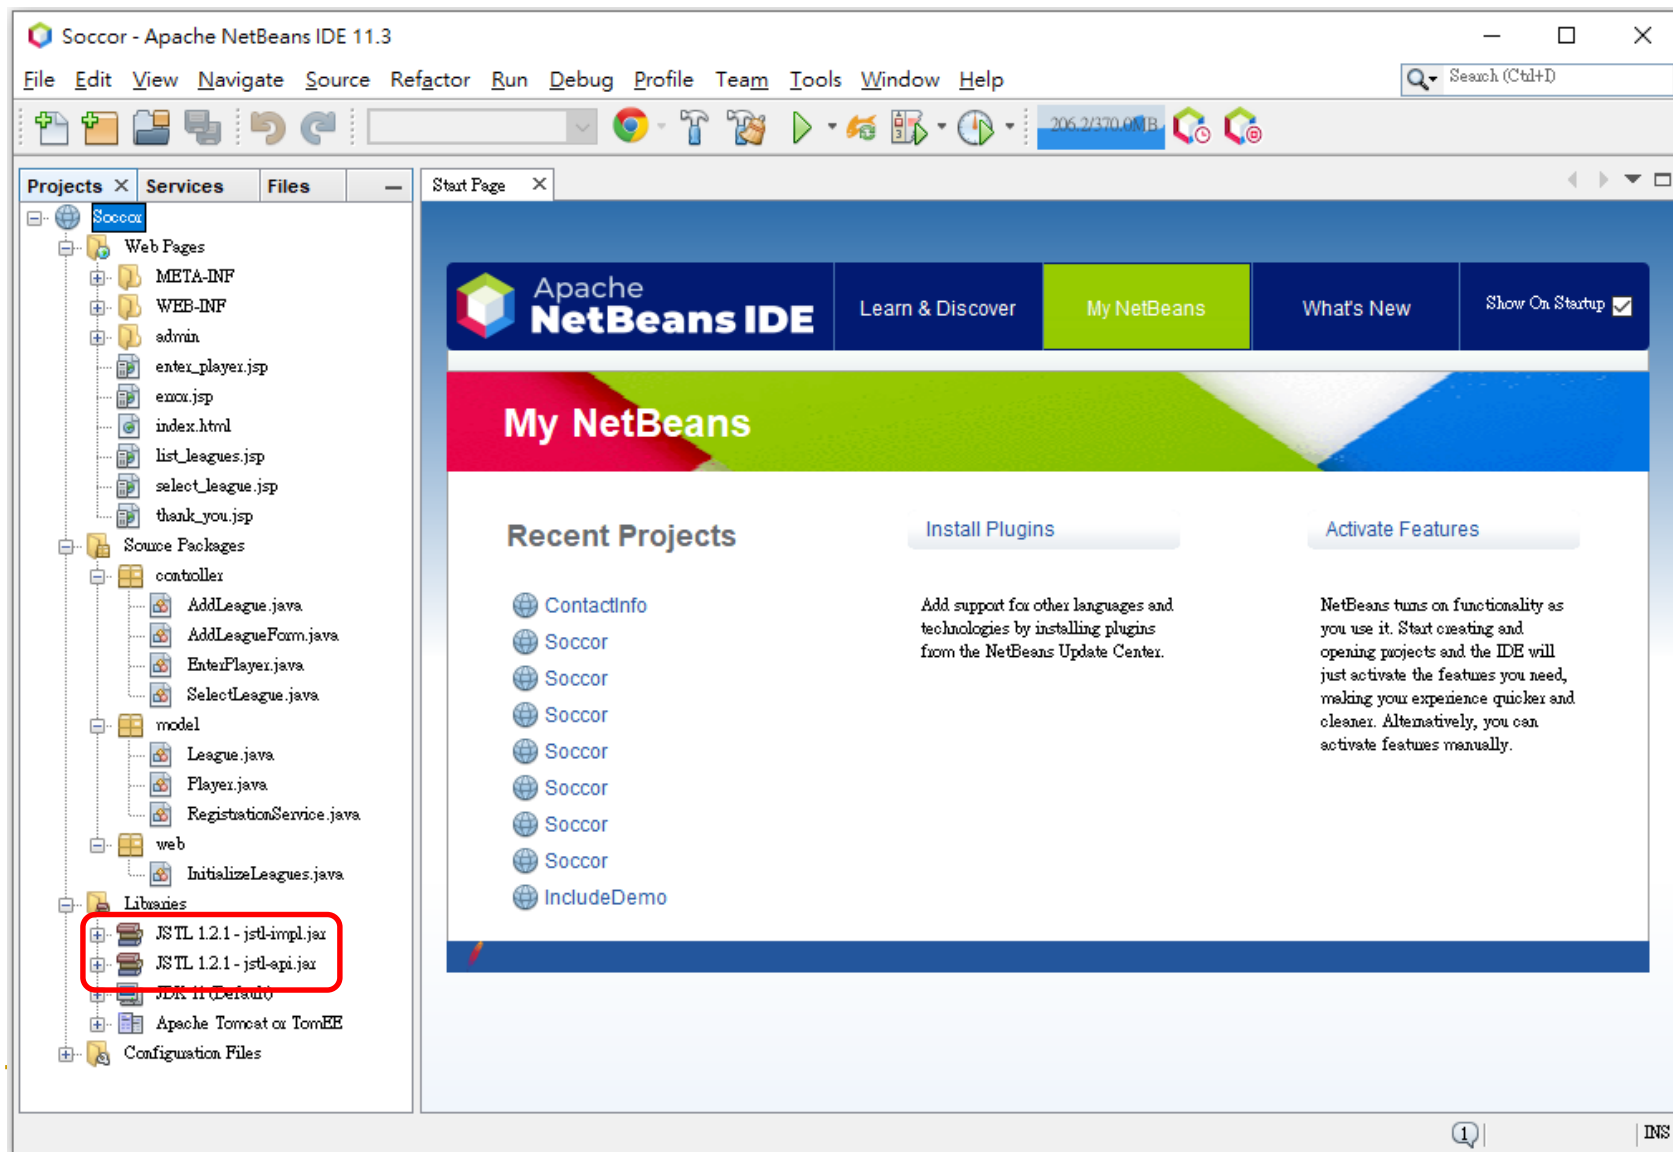 Soccor - Apache NetBeans IDE 11.3
File Edit View Navigate Source Refactor Run Debug Profile Team Tools Window Help
Search (Ctrl+I)
206.2/370.0MB
Projects Services Files
Start Page
Soccor
Web Pages
META-INF
WEB-INF
admin
enter_player.jsp
error.jsp
index.html
list_leagues.jsp
select_league.jsp
thank_you.jsp
Source Packages
controller
AddLeague.java
AddLeagueForm.java
EnterPlayer.java
SelectLeague.java
model
League.java
Player.java
RegistrationService.java
web
InitializeLeagues.java
Libraries
JSTL 1.2.1 - jstl-impl.jar
JSTL 1.2.1 - jstl-api.jar
JDK 11 (Default)
Apache Tomcat or TomEE
Configuration Files
Apache
NetBeans IDE
Learn & Discover
My NetBeans
What's New
Show On Startup
My NetBeans
Recent Projects
ContactInfo
Soccor
Soccor
Soccor
Soccor
Soccor
Soccor
Soccor
IncludeDemo
Install Plugins
Add support for other languages and
technologies by installing plugins
from the NetBeans Update Center.
Activate Features
NetBeans turns on functionality as
you use it. Start creating and
opening projects and the IDE will
just activate the features you need,
making your experience quicker and
cleaner. Alternatively, you can
activate features manually.
1
INS